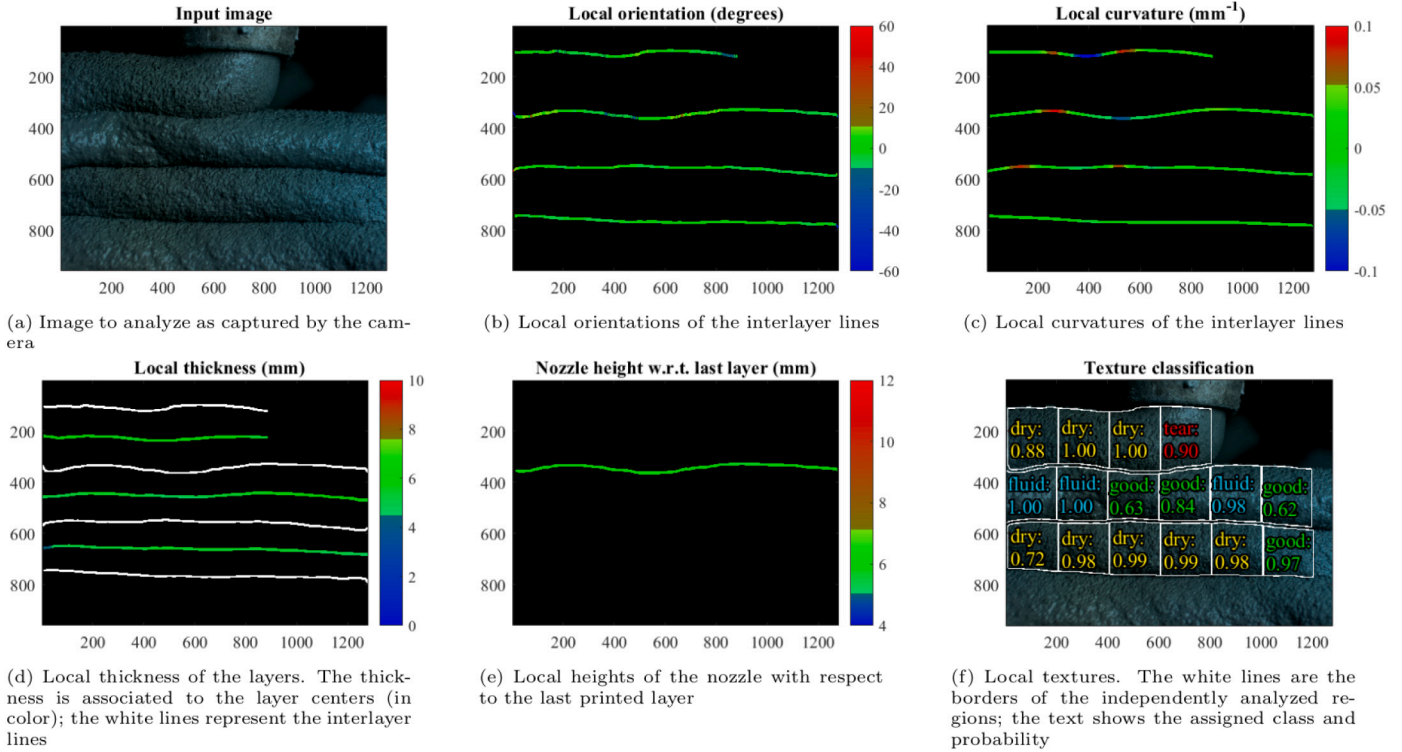 Input image
200
400
600
800
200 400 600 800 1000 1200
(a) Image to analyze as captured by the cam-
era
Local orientation (degrees)
200
400
600
800
200 400 600 800 1000 1200
60
40
20
0
-20
-40
-60
(b) Local orientations of the interlayer lines
Local curvature (mm⁻¹)
200
400
600
800
200 400 600 800 1000 1200
0.1
0.05
0
-0.05
-0.1
(c) Local curvatures of the interlayer lines
Local thickness (mm)
200
400
600
800
200 400 600 800 1000 1200
10
8
6
4
2
0
(d) Local thickness of the layers. The thick-
ness is associated to the layer centers (in
color); the white lines represent the interlayer
lines
Nozzle height w.r.t. last layer (mm)
200
400
600
800
200 400 600 800 1000 1200
12
10
8
6
4
(e) Local heights of the nozzle with respect
to the last printed layer
Texture classification
200
400
600
800
200 400 600 800 1000 1200
dry: dry: dry: tear:
0.88 1.00 1.00 0.90
fluid: fluid: good: good: fluid: good:
1.00 1.00 0.63 0.84 0.98 0.62
dry: dry: dry: dry: dry: good:
0.72 0.98 0.99 0.99 0.98 0.97
(f) Local textures. The white lines are the
borders of the independently analyzed re-
gions; the text shows the assigned class and
probability